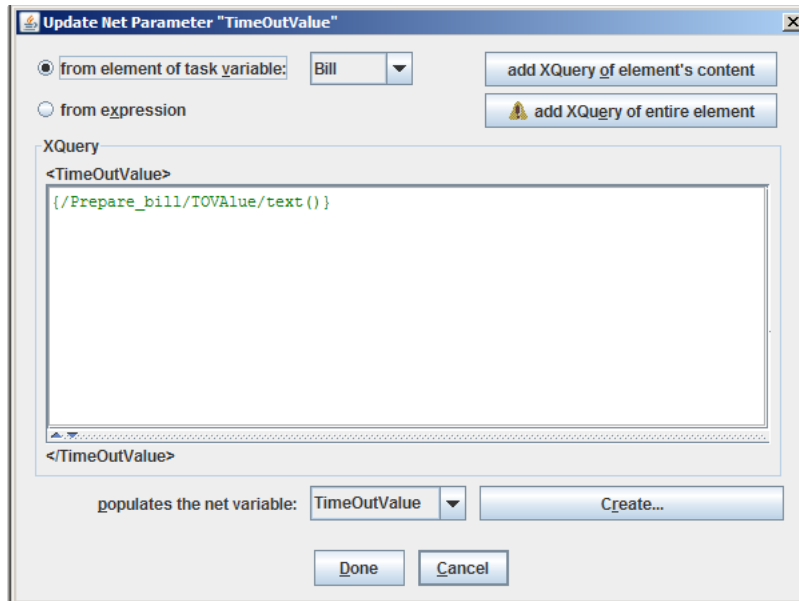 Update Net Parameter "TimeOutValue"
from element of task variable: Bill add XQuery of element's content
from expression add XQuery of entire element
XQuery
<TimeOutValue>
{/Prepare_bill/TOVAlue/text()}
</TimeOutValue>
populates the net variable: TimeOutValue Create...
Done Cancel